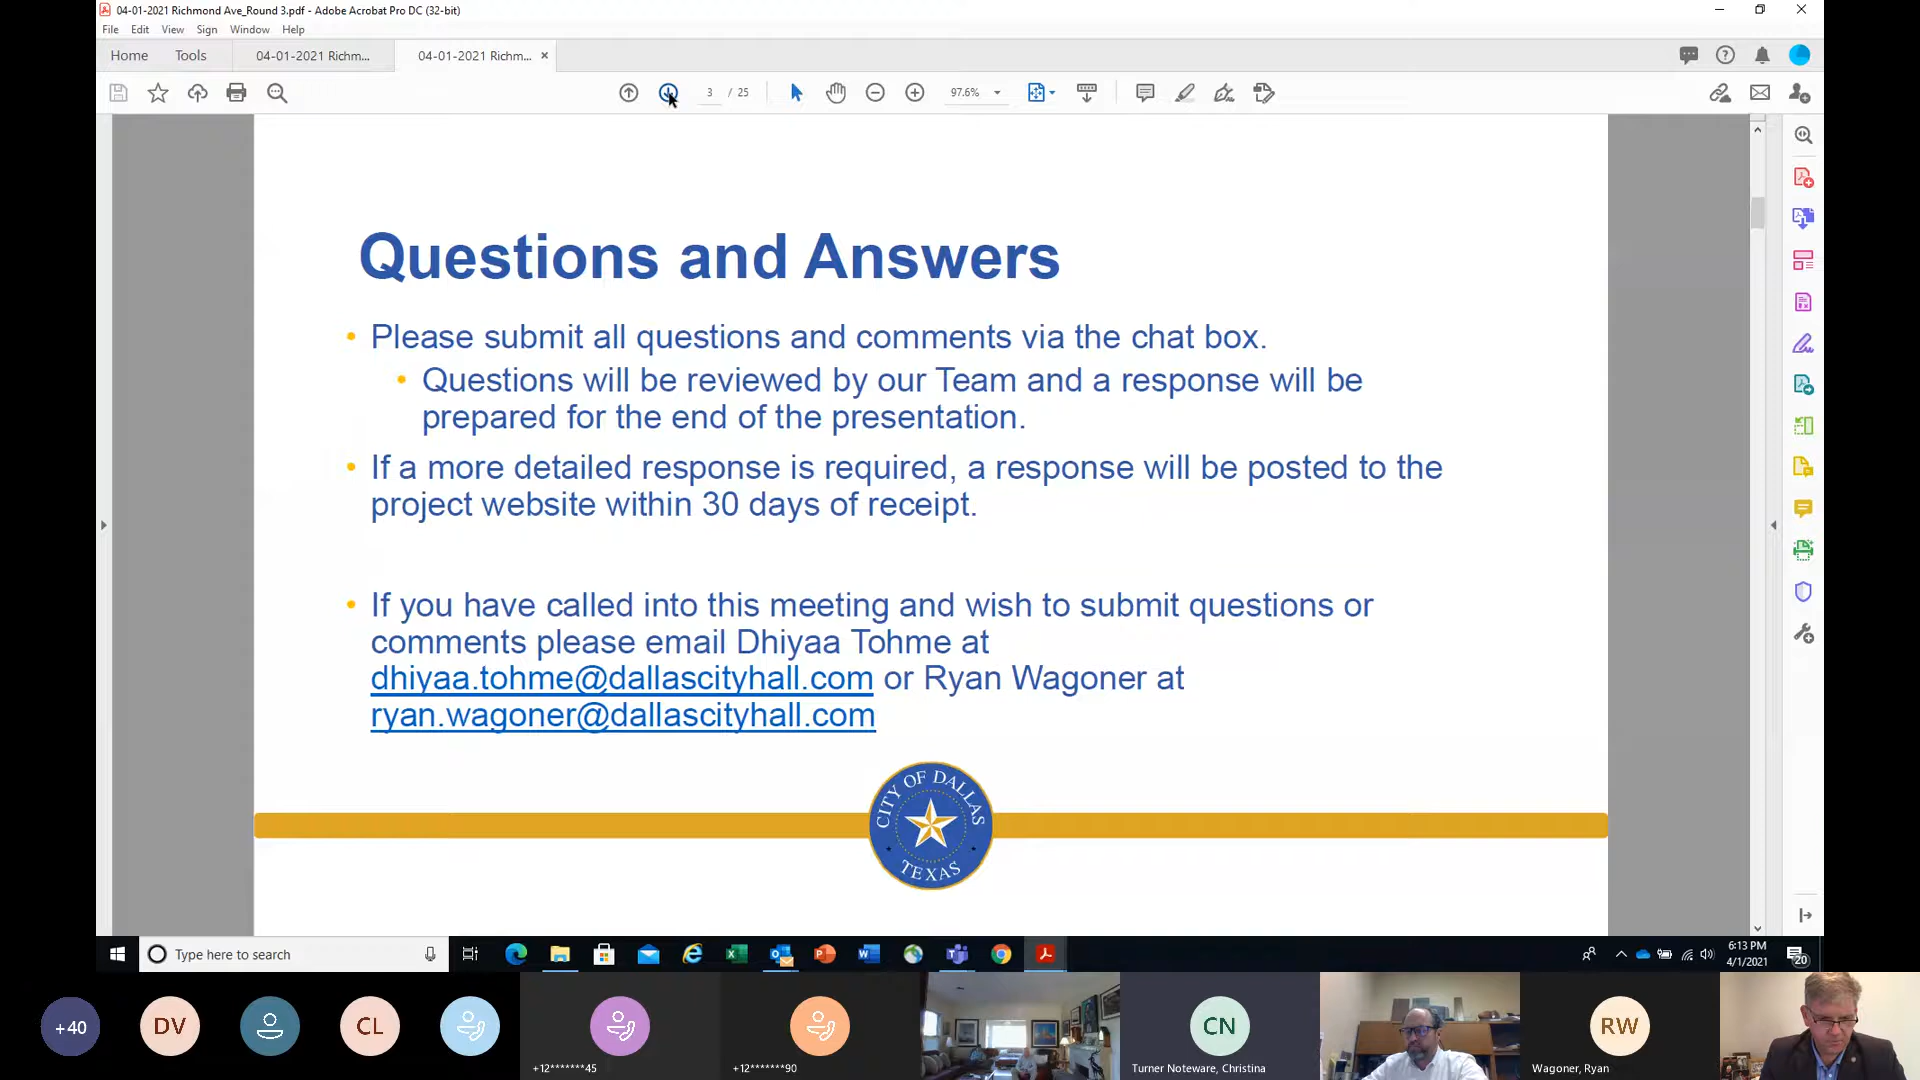 04-01-2021 Richmond Ave_Round 3.pdf - Adobe Acrobat Pro DC (32-bit)
File Edit View Sign Window Help
Home Tools 04-01-2021 Richm... 04-01-2021 Richm... ×
3 / 25 97.6%
Questions and Answers
• Please submit all questions and comments via the chat box.
• Questions will be reviewed by our Team and a response will be
prepared for the end of the presentation.
• If a more detailed response is required, a response will be posted to the
project website within 30 days of receipt.
• If you have called into this meeting and wish to submit questions or
comments please email Dhiyaa Tohme at
dhiyaa.tohme@dallascityhall.com or Ryan Wagoner at
ryan.wagoner@dallascityhall.com
CITY OF DALLAS
TEXAS
Type here to search
6:13 PM
4/1/2021
20
+40 DV CL CN RW
+12*******45 +12*******90 Turner Noteware, Christina Wagoner, Ryan